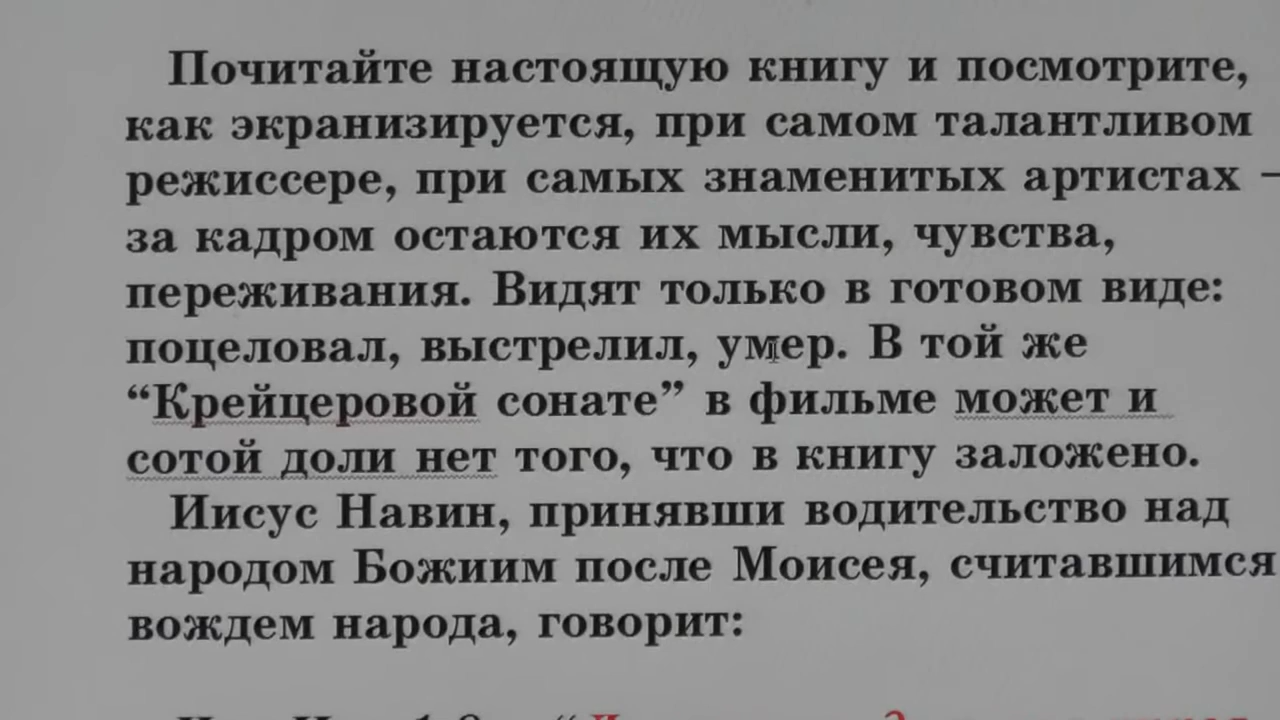 Почитайте настоящую книгу и посмотрите,
как экранизируется, при самом талантливом
режиссере, при самых знаменитых артистах –
за кадром остаются их мысли, чувства,
переживания. Видят только в готовом виде:
поцеловал, выстрелил, умер. В той же
“Крейцеровой сонате” в фильме может и
сотой доли нет того, что в книгу заложено.
Иисус Навин, принявши водительство над
народом Божиим после Моисея, считавшимся
вождем народа, говорит: